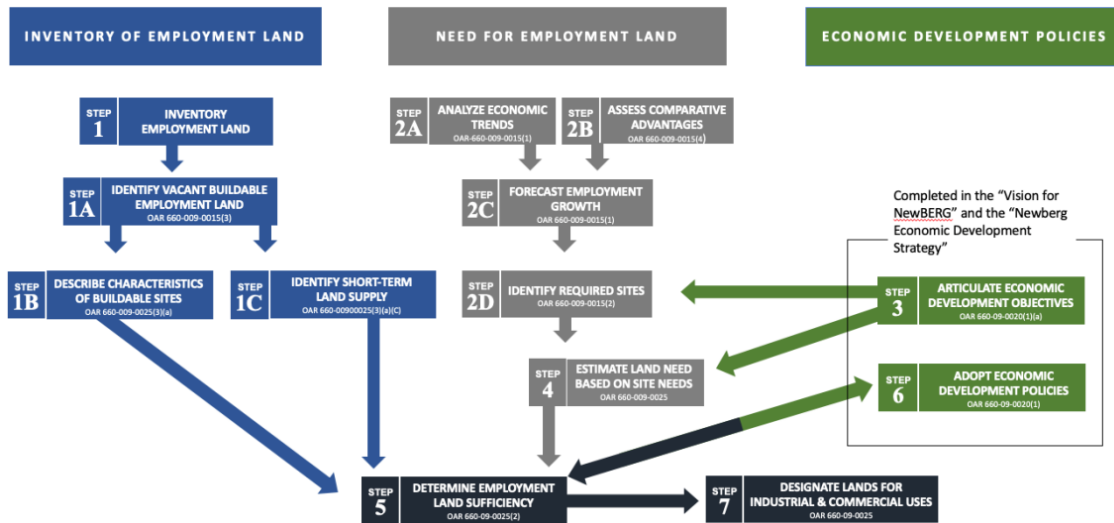 INVENTORY OF EMPLOYMENT LAND
NEED FOR EMPLOYMENT LAND
ECONOMIC DEVELOPMENT POLICIES
STEP
1
INVENTORY
EMPLOYMENT LAND
STEP
2A
ANALYZE ECONOMIC
TRENDS
OAR-660-009-0015(1)
STEP
2B
ASSESS COMPARATIVE
ADVANTAGES
OAR 660-009-0015(4)
STEP
1A
IDENTIFY VACANT BUILDABLE
EMPLOYMENT LAND
OAR 660-009-0015(3)
STEP
2C
FORECAST EMPLOYMENT
GROWTH
OAR 660-009-0015(1)
Completed in the “Vision for
NewBERG” and the “Newberg
Economic Development
Strategy”
STEP
1B
DESCRIBE CHARACTERISTICS
OF BUILDABLE SITES
OAR 660-009-0025(3)(a)
STEP
1C
IDENTIFY SHORT-TERM
LAND SUPPLY
OAR 660-00900025(3)(a)(C)
STEP
2D
IDENTIFY REQUIRED SITES
OAR 660-009-0015(2)
STEP
3
ARTICULATE ECONOMIC
DEVELOPMENT OBJECTIVES
OAR 660-09-0020(1)(a)
STEP
4
ESTIMATE LAND NEED
BASED ON SITE NEEDS
OAR 660-009-0025
STEP
6
ADOPT ECONOMIC
DEVELOPMENT POLICIES
OAR 660-09-0020(1)
STEP
5
DETERMINE EMPLOYMENT
LAND SUFFICIENCY
OAR 660-09-0025(2)
STEP
7
DESIGNATE LANDS FOR
INDUSTRIAL & COMMERCIAL USES
OAR 660-09-0025